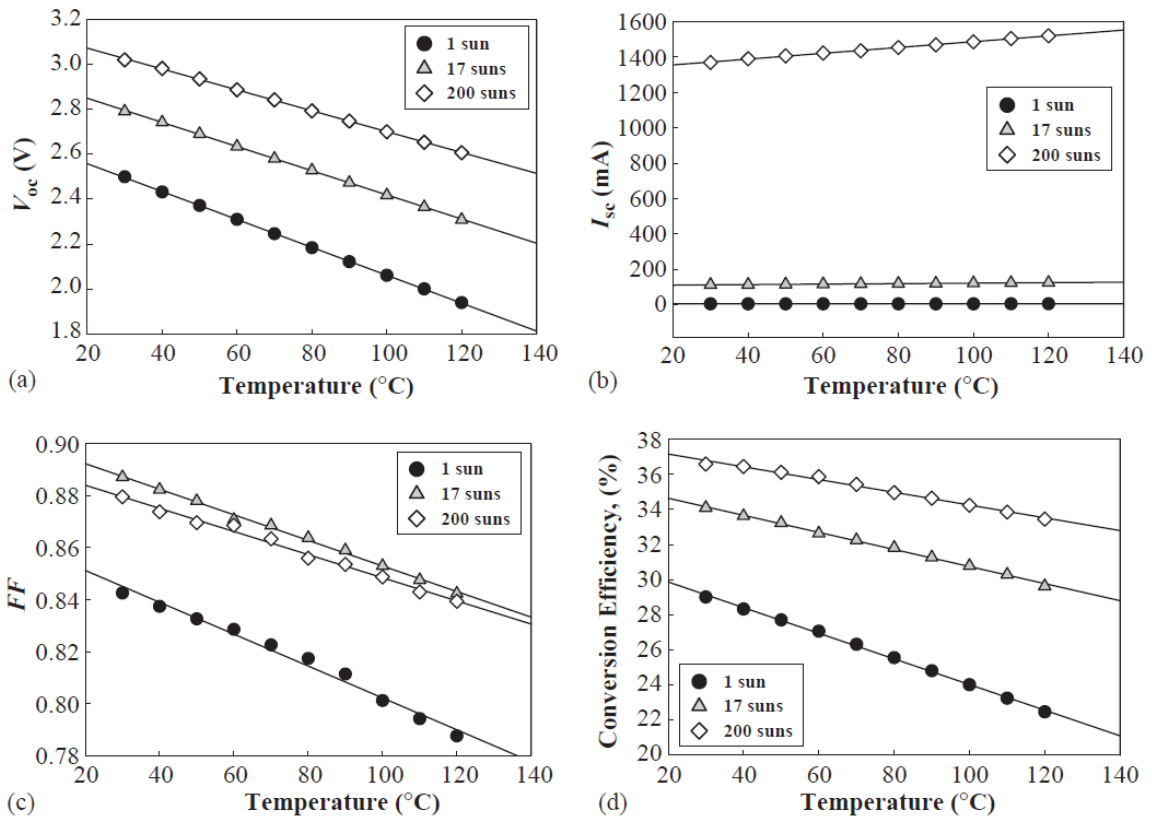 3.2
3.0
2.8
2.6
2.4
2.2
2.0
1.8
Voc (V)
1 sun
17 suns
200 suns
20 40 60 80 100 120 140
(a) Temperature (°C)
1600
1400
1200
1000
800
600
400
200
0
Isc (mA)
1 sun
17 suns
200 suns
20 40 60 80 100 120 140
(b) Temperature (°C)
0.90
0.88
0.86
0.84
0.82
0.80
0.78
FF
1 sun
17 suns
200 suns
20 40 60 80 100 120 140
(c) Temperature (°C)
38
36
34
32
30
28
26
24
22
20
Conversion Efficiency, (%)
1 sun
17 suns
200 suns
20 40 60 80 100 120 140
(d) Temperature (°C)